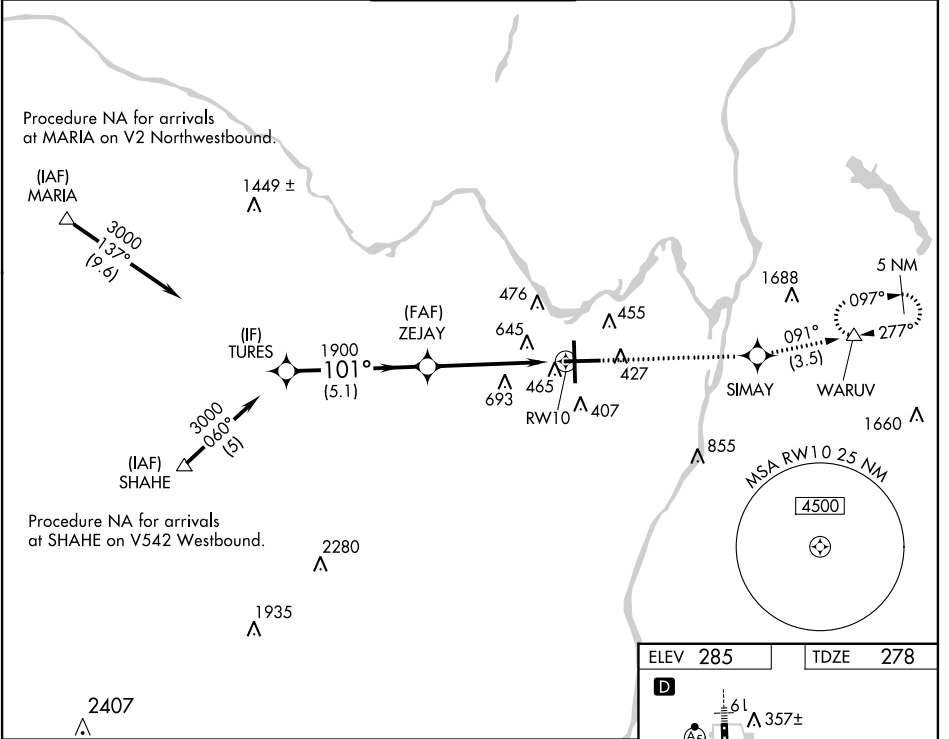 Procedure NA for arrivals
at MARIA on V2 Northwestbound.
(IAF)
MARIA
3000
137°
(9.6)
1449 ±
(IF)
TURES
1900
101°
(5.1)
(FAF)
ZEJAY
476
645
455
465
427
693
RW10
407
1688
5 NM
097°
277°
091°
(3.5)
SIMAY
WARUV
1660
855
3000
060°
(5)
(IAF)
SHAHE
Procedure NA for arrivals
at SHAHE on V542 Westbound.
MSA RW10 25 NM
4500
2280
1935
2407
ELEV 285
TDZE 278
D
19
357±
A5